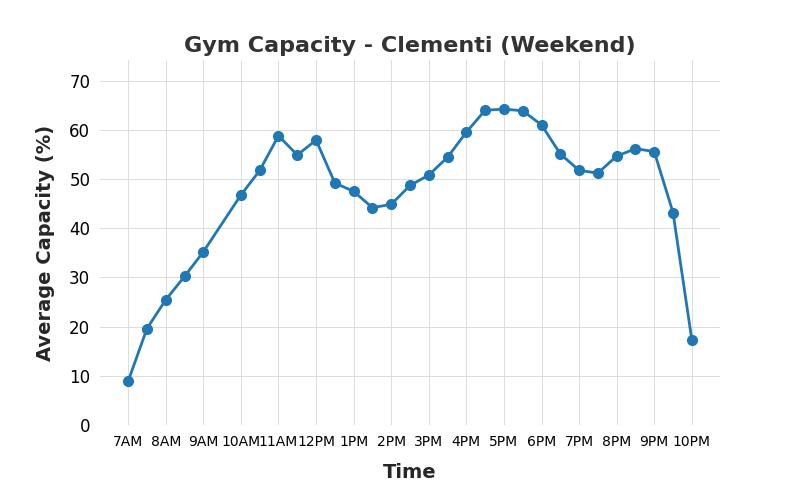 Gym Capacity - Clementi (Weekend)
70
60
50
40
30
20
10
0
Average Capacity (%)
7AM 8AM 9AM 10AM 11AM 12PM 1PM 2PM 3PM 4PM 5PM 6PM 7PM 8PM 9PM 10PM
Time